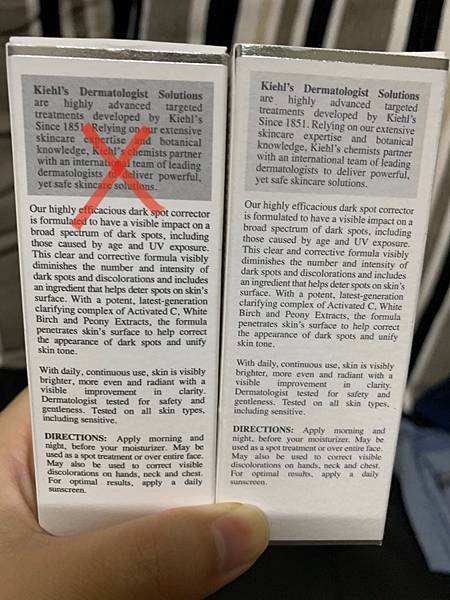 Kiehl's Dermatologist Solutions
are highly advanced targeted
treatments developed by Kiehl's
Since 1851. Relying on our extensive
skincare expertise and botanical
knowledge, Kiehl's chemists partner
with an international team of leading
dermatologists to deliver powerful,
yet safe skincare solutions.
Our highly efficacious dark spot corrector
is formulated to have a visible impact on a
broad spectrum of dark spots, including
those caused by age and UV exposure.
This clear and corrective formula visibly
diminishes the number and intensity of
dark spots and discolorations and includes
an ingredient that helps deter spots on skin's
surface. With a potent, latest-generation
clarifying complex of Activated C, White
Birch and Peony Extracts, the formula
penetrates skin's surface to help correct
the appearance of dark spots and unify
skin tone.
With daily, continuous use, skin is visibly
brighter, more even and radiant with a
visible improvement in clarity.
Dermatologist tested for safety and
gentleness. Tested on all skin types,
including sensitive.
DIRECTIONS: Apply morning and
night, before your moisturizer. May be
used as a spot treatment or over entire face.
May also be used to correct visible
discolorations on hands, neck and chest.
For optimal results, apply a daily
sunscreen.
Kiehl's Dermatologist Solutions
are highly advanced targeted
treatments developed by Kiehl's
Since 1851. Relying on our extensive
skincare expertise and botanical
knowledge, Kiehl's chemists partner
with an international team of leading
dermatologists to deliver powerful,
yet safe skincare solutions.
Our highly efficacious dark spot corrector
is formulated to have a visible impact on a
broad spectrum of dark spots, including
those caused by age and UV exposure.
This clear and corrective formula visibly
diminishes the number and intensity of
dark spots and discolorations and includes
an ingredient that helps deter spots on skin's
surface. With a potent, latest-generation
clarifying complex of Activated C, White
Birch and Peony Extracts, the formula
penetrates skin's surface to help correct
the appearance of dark spots and unify
skin tone.
With daily, continuous use, skin is visibly
brighter, more even and radiant with a
visible improvement in clarity.
Dermatologist tested for safety and
gentleness. Tested on all skin types,
including sensitive.
DIRECTIONS: Apply morning and
night, before your moisturizer. May be
used as a spot treatment or over entire face.
May also be used to correct visible
discolorations on hands, neck and chest.
For optimal results, apply a daily
sunscreen.